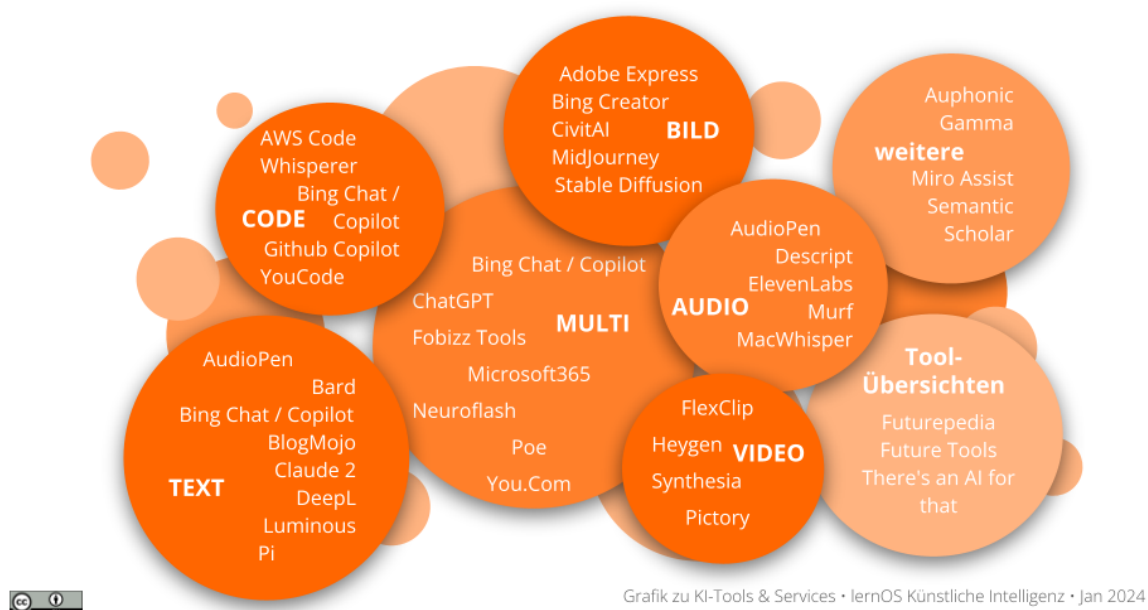 AWS Code
Whisperer
Bing Chat /
CODE
Copilot
Github Copilot
YouCode
Adobe Express
Bing Creator
CivitAI
BILD
MidJourney
Stable Diffusion
Auphonic
Gamma
weitere
Miro Assist
Semantic
Scholar
Bing Chat / Copilot
ChatGPT
MULTI
Fobizz Tools
Microsoft365
Neuroflash
Poe
You.Com
AudioPen
Descript
ElevenLabs
AUDIO
Murf
MacWhisper
AudioPen
Bard
Bing Chat / Copilot
BlogMojo
Claude 2
TEXT
DeepL
Luminous
Pi
FlexClip
Heygen
VIDEO
Synthesia
Pictory
Tool-
Übersichten
Futurepedia
Future Tools
There's an AI for
that
cc
Grafik zu KI-Tools & Services • lernOS Künstliche Intelligenz • Jan 2024